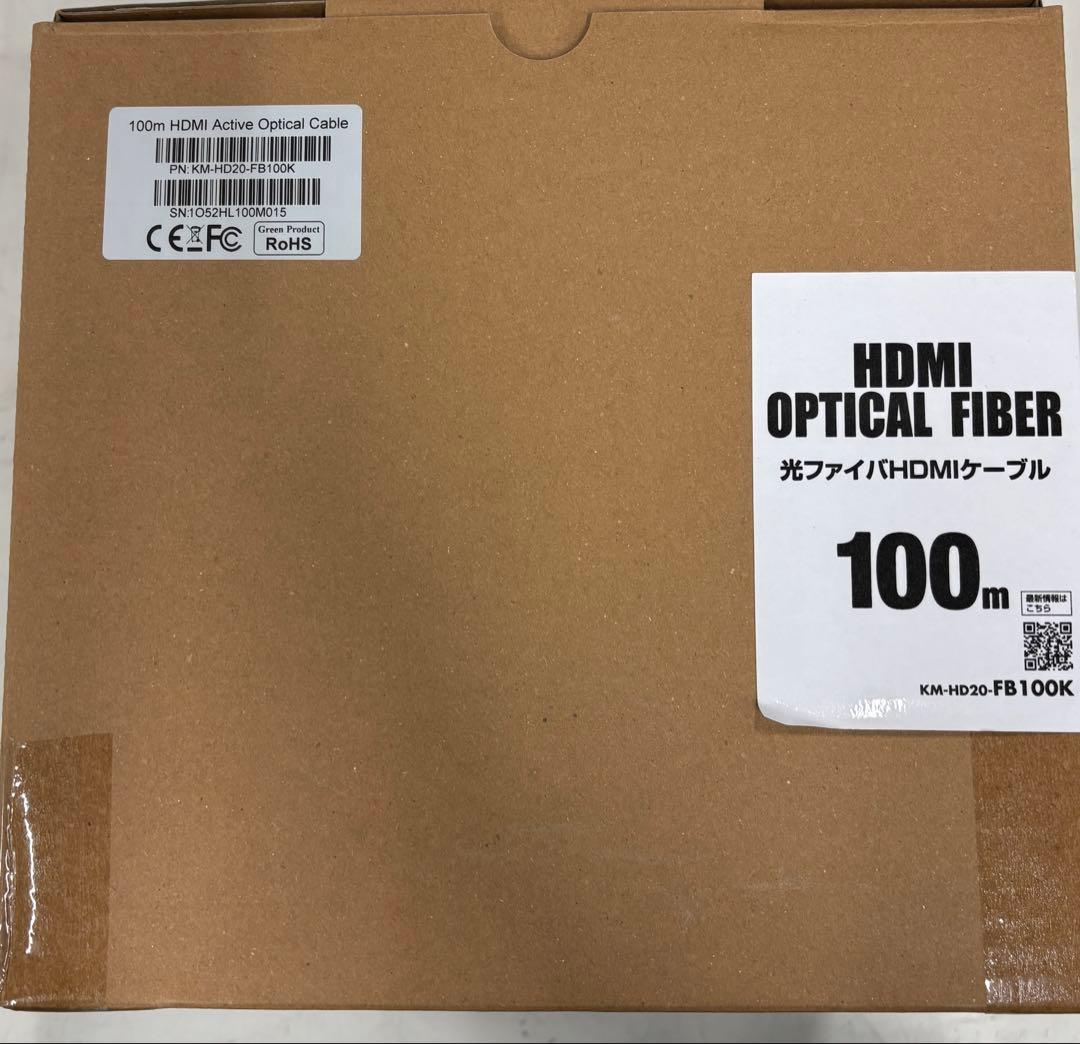 100m HDMI Active Optical Cable
PN:KM-HD20-FB100K
SN:1O52HL100M015
CE FC
Green Product
RoHS
HDMI
OPTICAL FIBER
光ファイバHDMIケーブル
100m
最新情報は
こちら
KM-HD20-FB100K